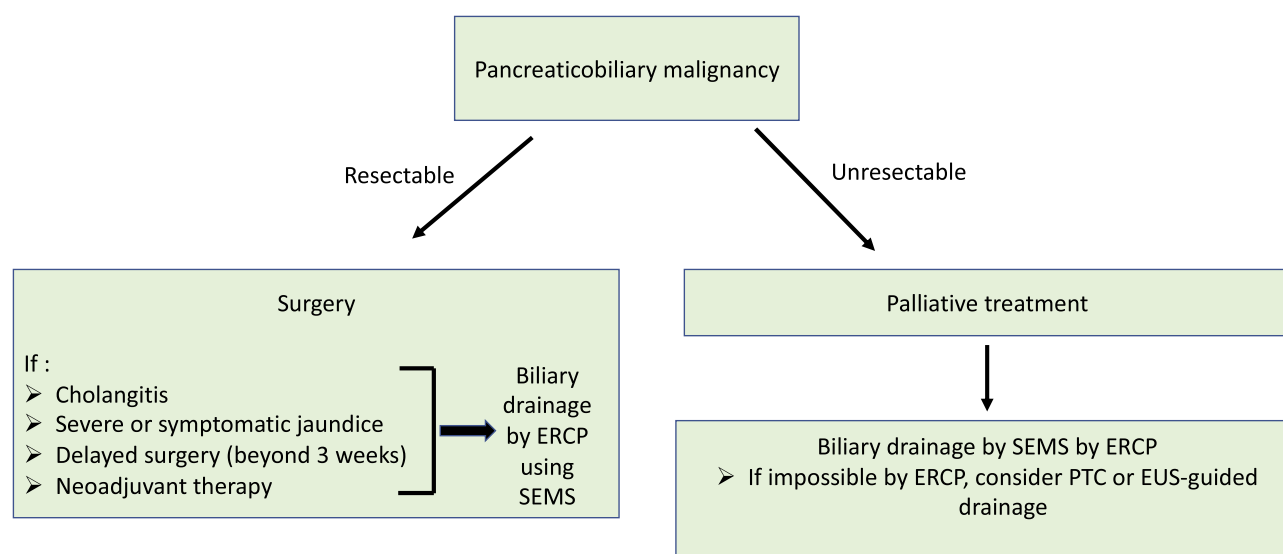 Pancreaticobiliary malignancy
Resectable
Unresectable
Surgery
If :
➢ Cholangitis
➢ Severe or symptomatic jaundice
➢ Delayed surgery (beyond 3 weeks)
➢ Neoadjuvant therapy
Biliary
drainage
by ERCP
using
SEMS
Palliative treatment
Biliary drainage by SEMS by ERCP
➢ If impossible by ERCP, consider PTC or EUS-guided
drainage